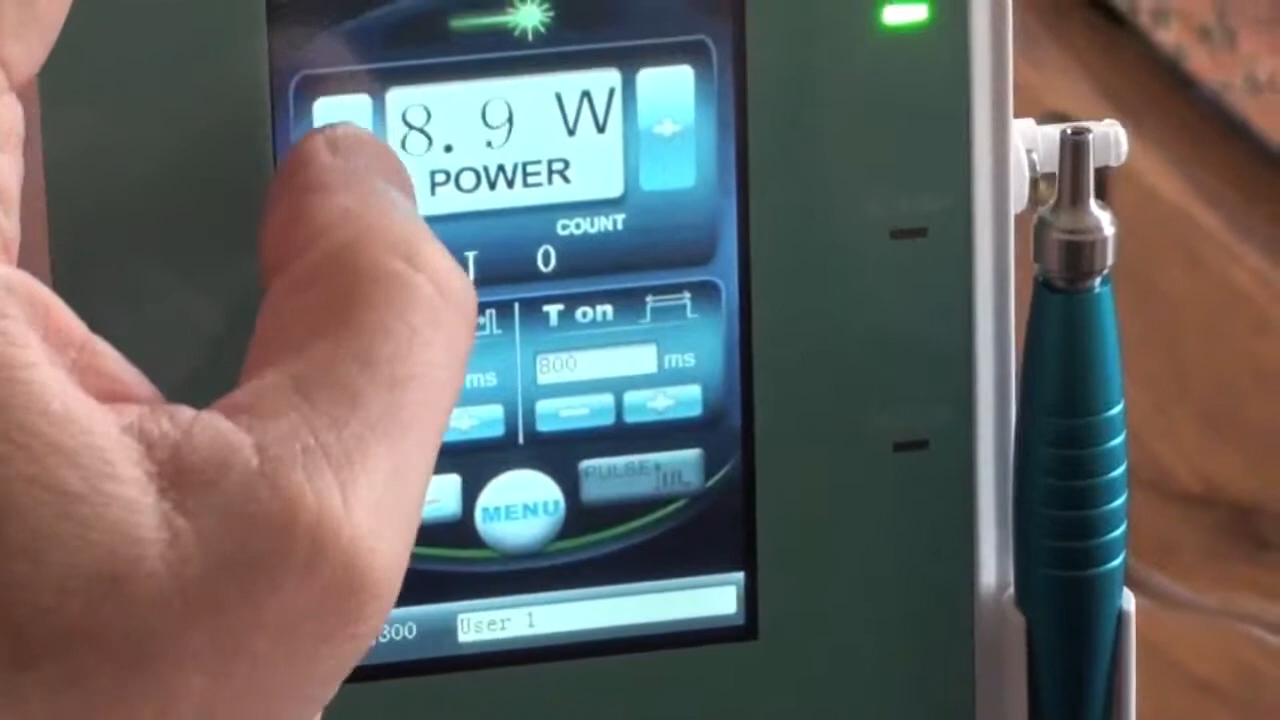 8.9 W
POWER
COUNT
0
T on
ms
800 ms
MENU
PULSE
300
User 1